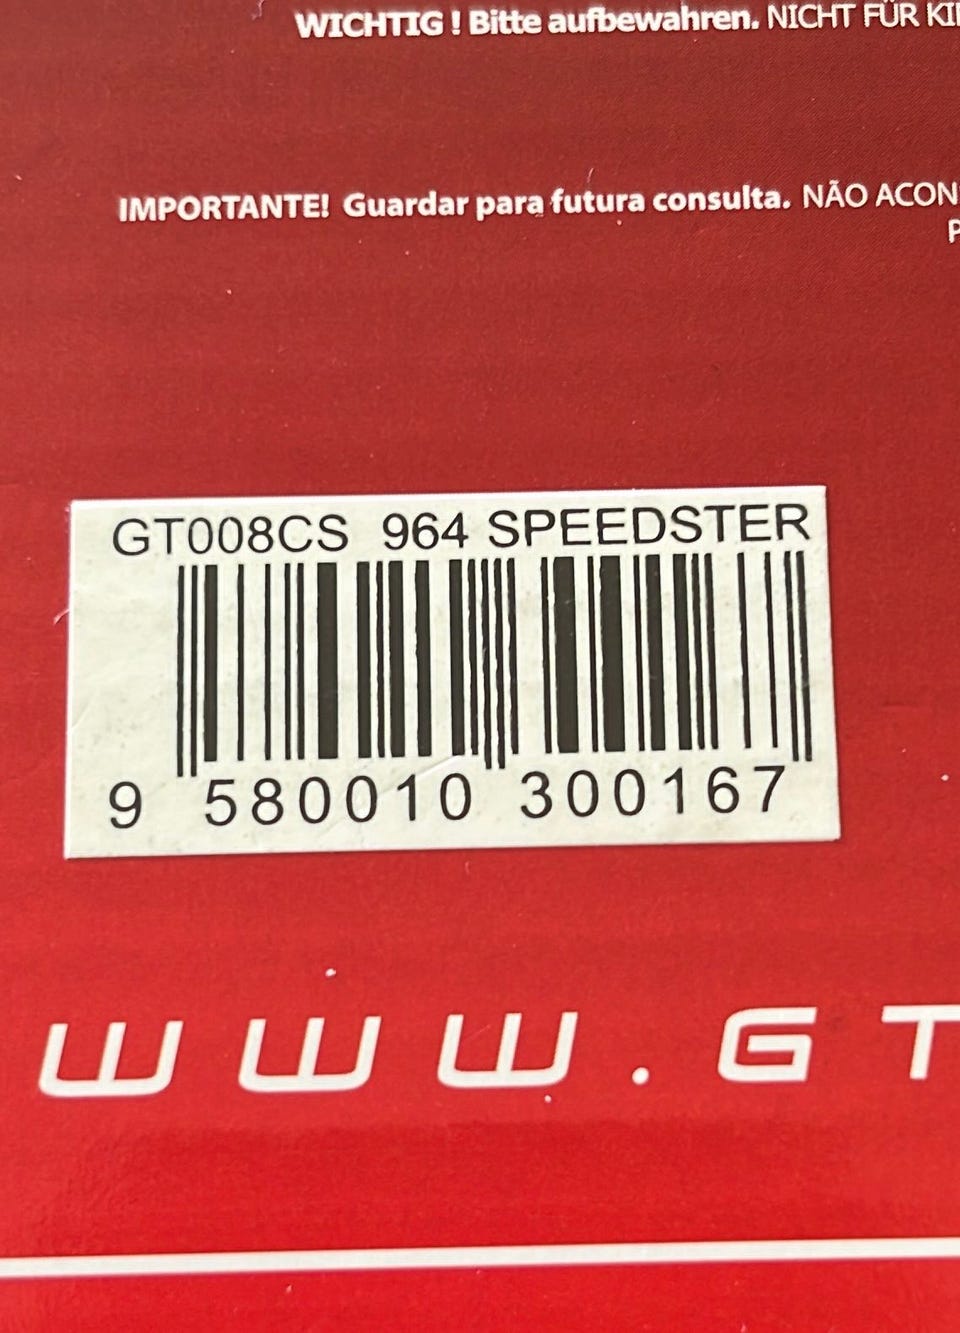 WICHTIG ! Bitte aufbewahren. NICHT FÜR
IMPORTANTE! Guardar para futura consulta. NÃO ACON
P
GT008CS 964 SPEEDSTER
9 580010 300167
WWW.GT